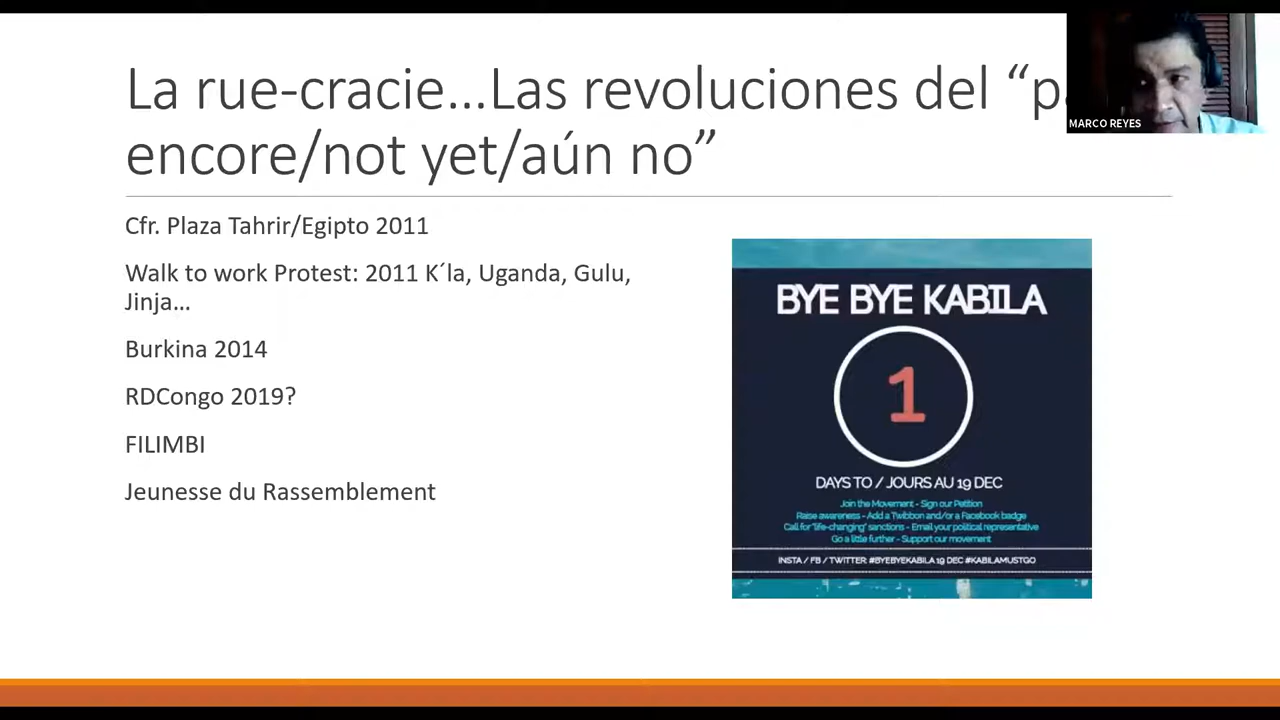 La rue-cracie...Las revoluciones del
encore/not yet/aún no”
MARCO REYES
Cfr. Plaza Tahrir/Egipto 2011
Walk to work Protest: 2011 K´la, Uganda, Gulu,
Jinja...
Burkina 2014
RDCongo 2019?
FILIMBI
Jeunesse du Rassemblement
BYE BYE KABILA
1
DAYS TO / JOURS AU 19 DEC
Join the Movement - Sign our Petition
Raise awareness - Add a Twibbon and/or a Facebook badge
Call for "life-changing" sanctions - Email your political representative
Go a little further - Support our movement
INSTA / FB / TWITTER: #BYEBYEKABILA 19 DEC #KABILAMUSTGO